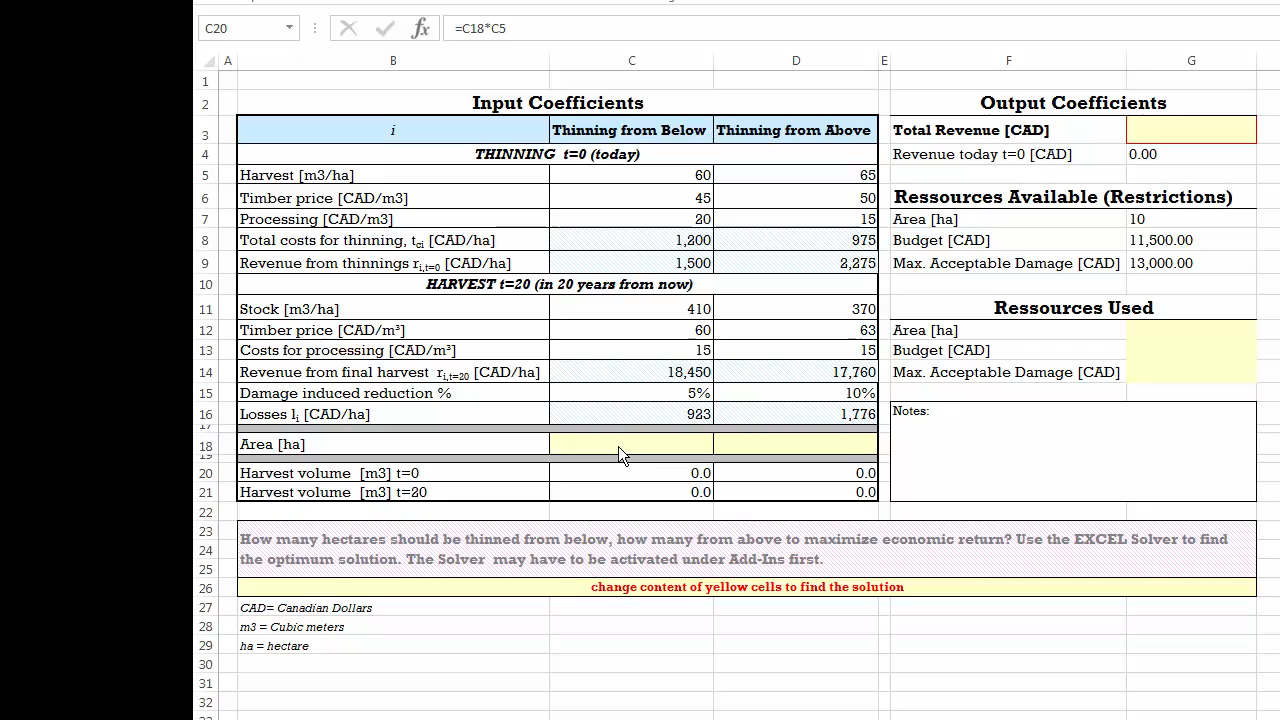 C20 =C18*C5
A B C D E F G
1
2 Input Coefficients Output Coefficients
3 i Thinning from Below Thinning from Above Total Revenue [CAD]
4 THINNING t=0 (today) Revenue today t=0 [CAD] 0.00
5 Harvest [m3/ha] 60 65
6 Timber price [CAD/m3] 45 50 Ressources Available (Restrictions)
7 Processing [CAD/m3] 20 15 Area [ha] 10
8 Total costs for thinning, tci [CAD/ha] 1,200 975 Budget [CAD] 11,500.00
9 Revenue from thinnings ri,t=0 [CAD/ha] 1,500 2,275 Max. Acceptable Damage [CAD] 13,000.00
10 HARVEST t=20 (in 20 years from now)
11 Stock [m3/ha] 410 370 Ressources Used
12 Timber price [CAD/m³] 60 63 Area [ha]
13 Costs for processing [CAD/m³] 15 15 Budget [CAD]
14 Revenue from final harvest ri,t=20 [CAD/ha] 18,450 17,760 Max. Acceptable Damage [CAD]
15 Damage induced reduction % 5% 10%
16 Losses li [CAD/ha] 923 1,776 Notes:
17
18 Area [ha]
19
20 Harvest volume [m3] t=0 0.0 0.0
21 Harvest volume [m3] t=20 0.0 0.0
22
23 How many hectares should be thinned from below, how many from above to maximize economic return? Use the EXCEL Solver to find
24 the optimum solution. The Solver may have to be activated under Add-Ins first.
25
26 change content of yellow cells to find the solution
27 CAD= Canadian Dollars
28 m3 = Cubic meters
29 ha = hectare
30
31
32